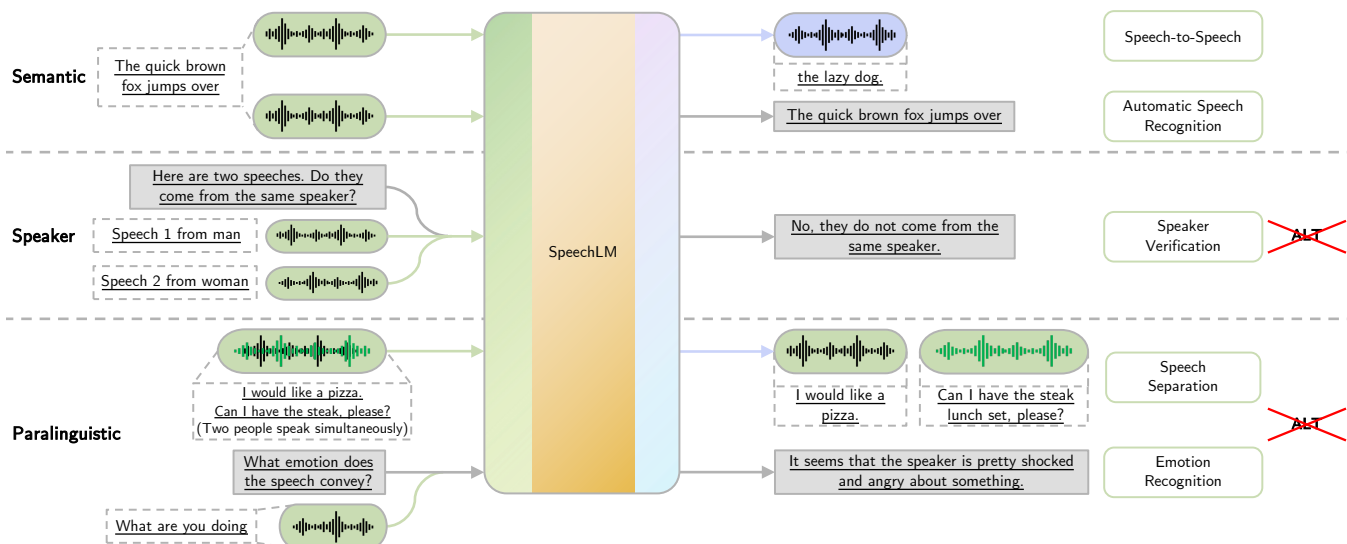 Semantic
The quick brown
fox jumps over
the lazy dog.
Speech-to-Speech
The quick brown fox jumps over
Automatic Speech
Recognition
Speaker
Here are two speeches. Do they
come from the same speaker?
Speech 1 from man
Speech 2 from woman
SpeechLM
No, they do not come from the
same speaker.
Speaker
Verification
ALT
Paralinguistic
I would like a pizza.
Can I have the steak, please?
(Two people speak simultaneously)
I would like a
pizza.
Can I have the steak
lunch set, please?
Speech
Separation
ALT
What emotion does
the speech convey?
What are you doing
It seems that the speaker is pretty shocked
and angry about something.
Emotion
Recognition